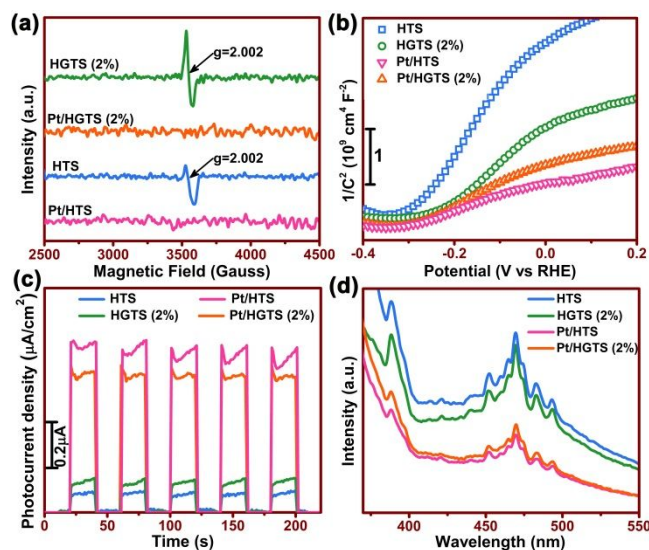 (a)
HGTS (2%)
g=2.002
Pt/HGTS (2%)
HTS
g=2.002
Pt/HTS
Intensity (a.u.)
2500 3000 3500 4000 4500
Magnetic Field (Gauss)
(b)
HTS
HGTS (2%)
Pt/HTS
Pt/HGTS (2%)
1
1/C² (10⁹ cm⁴ F⁻²)
-0.4 -0.2 0.0 0.2
Potential (V vs RHE)
(c)
HTS Pt/HTS
HGTS (2%) Pt/HGTS (2%)
0.2μA
Photocurrent density (μA/cm²)
0 50 100 150 200
Time (s)
(d)
HTS
HGTS (2%)
Pt/HTS
Pt/HGTS (2%)
Intensity (a.u.)
400 450 500 550
Wavelength (nm)